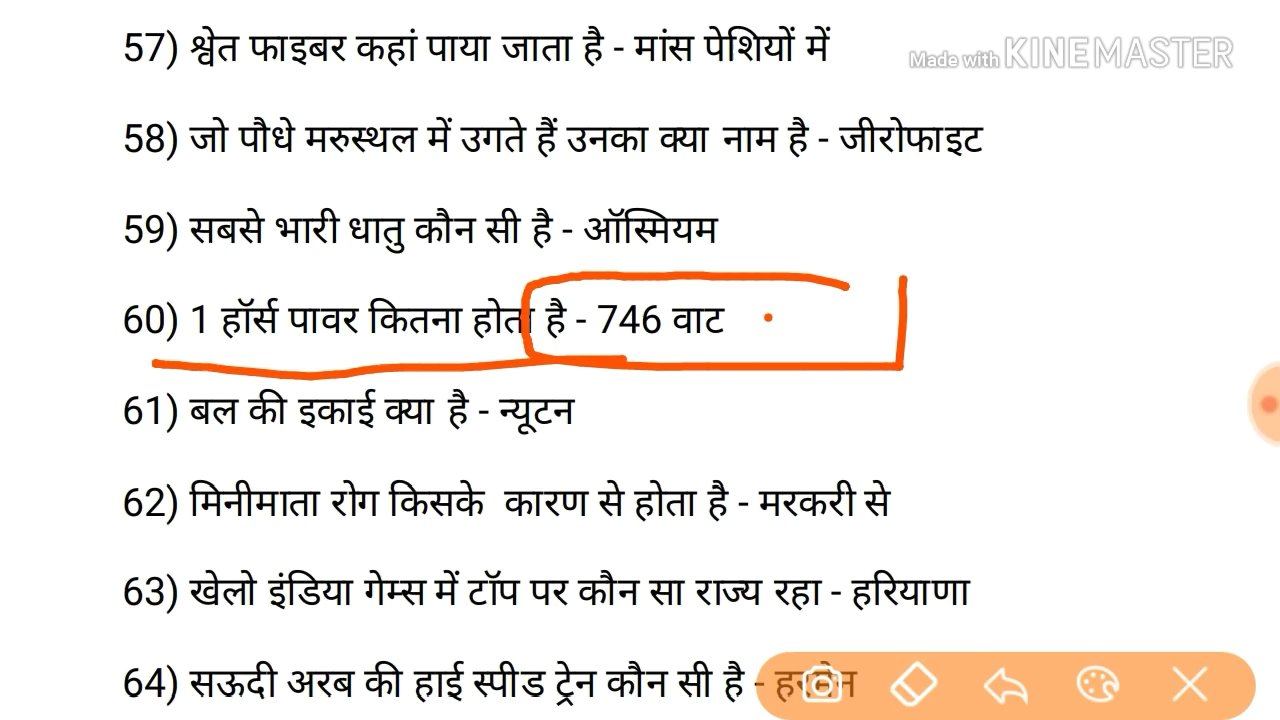 57) श्वेत फाइबर कहां पाया जाता है - मांस पेशियों में
Made with KINEMASTER
58) जो पौधे मरुस्थल में उगते हैं उनका क्या नाम है - जीरोफाइट
59) सबसे भारी धातु कौन सी है - ऑस्मियम
60) 1 हॉर्स पावर कितना होता है - 746 वाट
61) बल की इकाई क्या है - न्यूटन
62) मिनीमाता रोग किसके कारण से होता है - मरकरी से
63) खेलो इंडिया गेम्स में टॉप पर कौन सा राज्य रहा - हरियाणा
64) सऊदी अरब की हाई स्पीड ट्रेन कौन सी है -